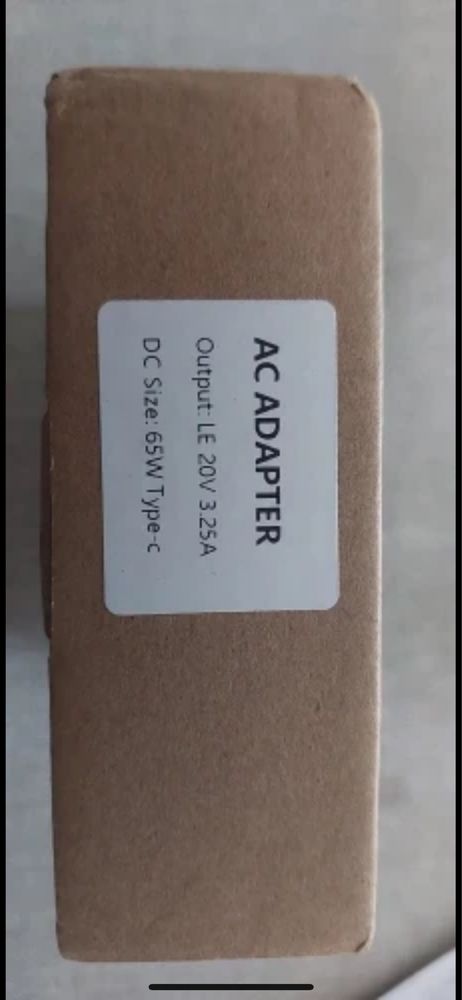 AC ADAPTER
Output: LE 20V 3.25A
DC Size: 65W Type-c